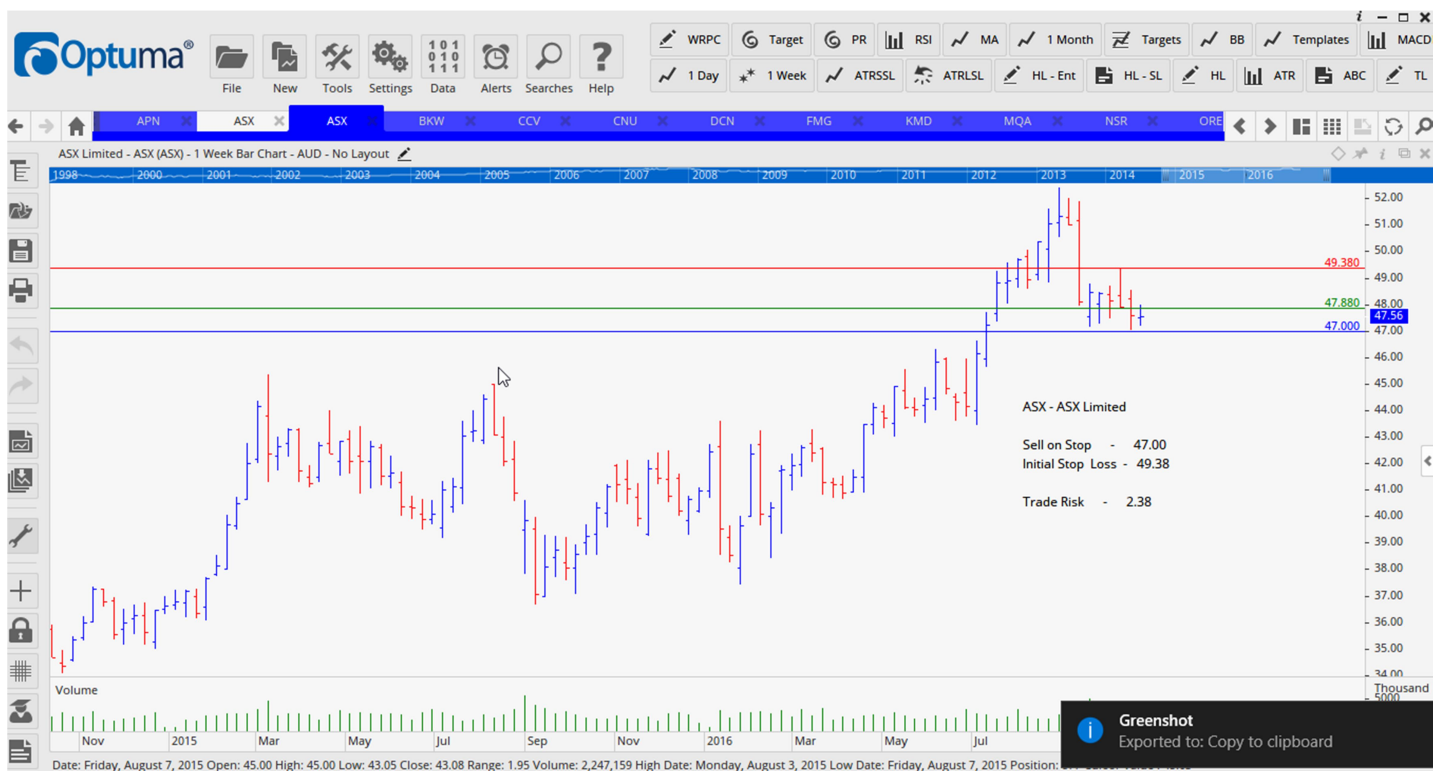 i
Optuma®
File New Tools Settings Data Alerts Searches Help
WRPC Target PR RSI MA 1 Month Targets BB Templates MACD
1 Day 1 Week ATRSSL ATRLSL HL - Ent HL - SL HL ATR ABC TL
APN ASX ASX BKW CCV CNU DCN FMG KMD MQA NSR ORE
ASX Limited - ASX (ASX) - 1 Week Bar Chart - AUD - No Layout
1998 2000 2001 2002 2003 2004 2005 2006 2007 2008 2009 2010 2011 2012 2013 2014 2015 2016
52.00
51.00
50.00
49.380
49.00
48.00
47.880
47.56
47.000
47.00
46.00
45.00
44.00
43.00
42.00
41.00
40.00
39.00
38.00
37.00
36.00
35.00
34.00
ASX - ASX Limited
Sell on Stop - 47.00
Initial Stop Loss - 49.38
Trade Risk - 2.38
Volume
Thousand
5000
Nov 2015 Mar May Jul Sep Nov 2016 Mar May Jul
Greenshot
Exported to: Copy to clipboard
Date: Friday, August 7, 2015 Open: 45.00 High: 45.00 Low: 43.05 Close: 43.08 Range: 1.95 Volume: 2,247,159 High Date: Monday, August 3, 2015 Low Date: Friday, August 7, 2015 Position: